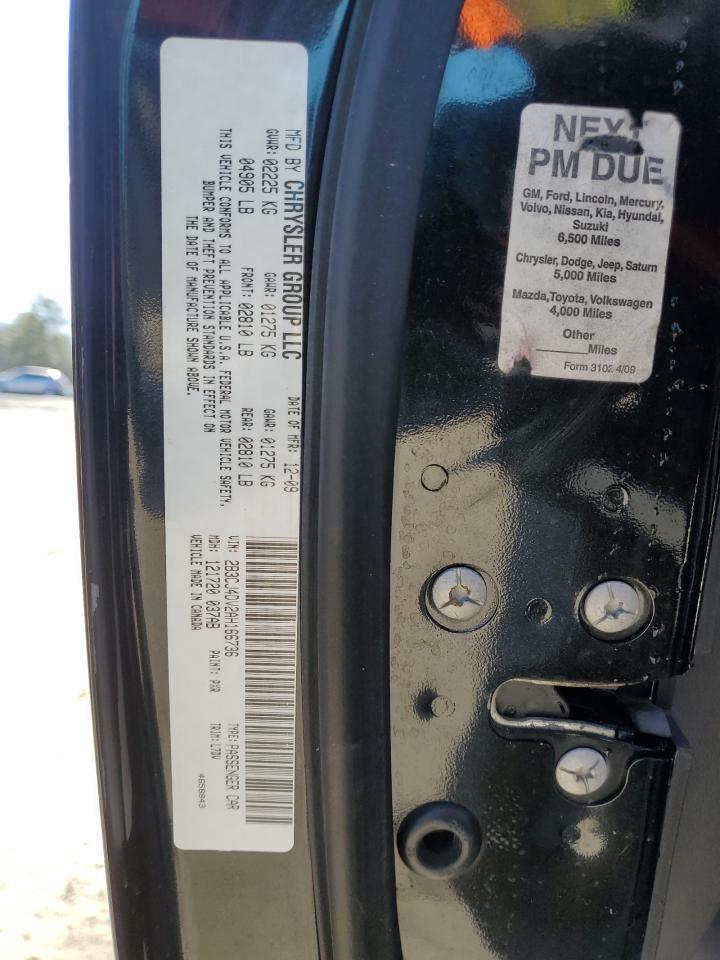 MFD BY CHRYSLER GROUP LLC
DATE OF MFR: 12-09
GVWR: 02225 KG
GAWR: 01275 KG
GAWR: 01275 KG
04905 LB
FRONT: 02810 LB
REAR: 02810 LB
THIS VEHICLE CONFORMS TO ALL APPLICABLE U.S.A. FEDERAL MOTOR VEHICLE SAFETY,
BUMPER AND THEFT PREVENTION STANDARDS IN EFFECT ON
THE DATE OF MANUFACTURE SHOWN ABOVE.
VIN: 2B3CJ4DV2AH166736
TYPE: PASSENGER CAR
MDH: 121720 037AB
PAINT: PXR
TRIM: L7DV
VEHICLE MADE IN CANADA
4658843
NEXT
PM DUE
GM, Ford, Lincoln, Mercury,
Volvo, Nissan, Kia, Hyundai,
Suzuki
6,500 Miles
Chrysler, Dodge, Jeep, Saturn
5,000 Miles
Mazda,Toyota, Volkswagen
4,000 Miles
Other
______Miles
Form 3102 4/09